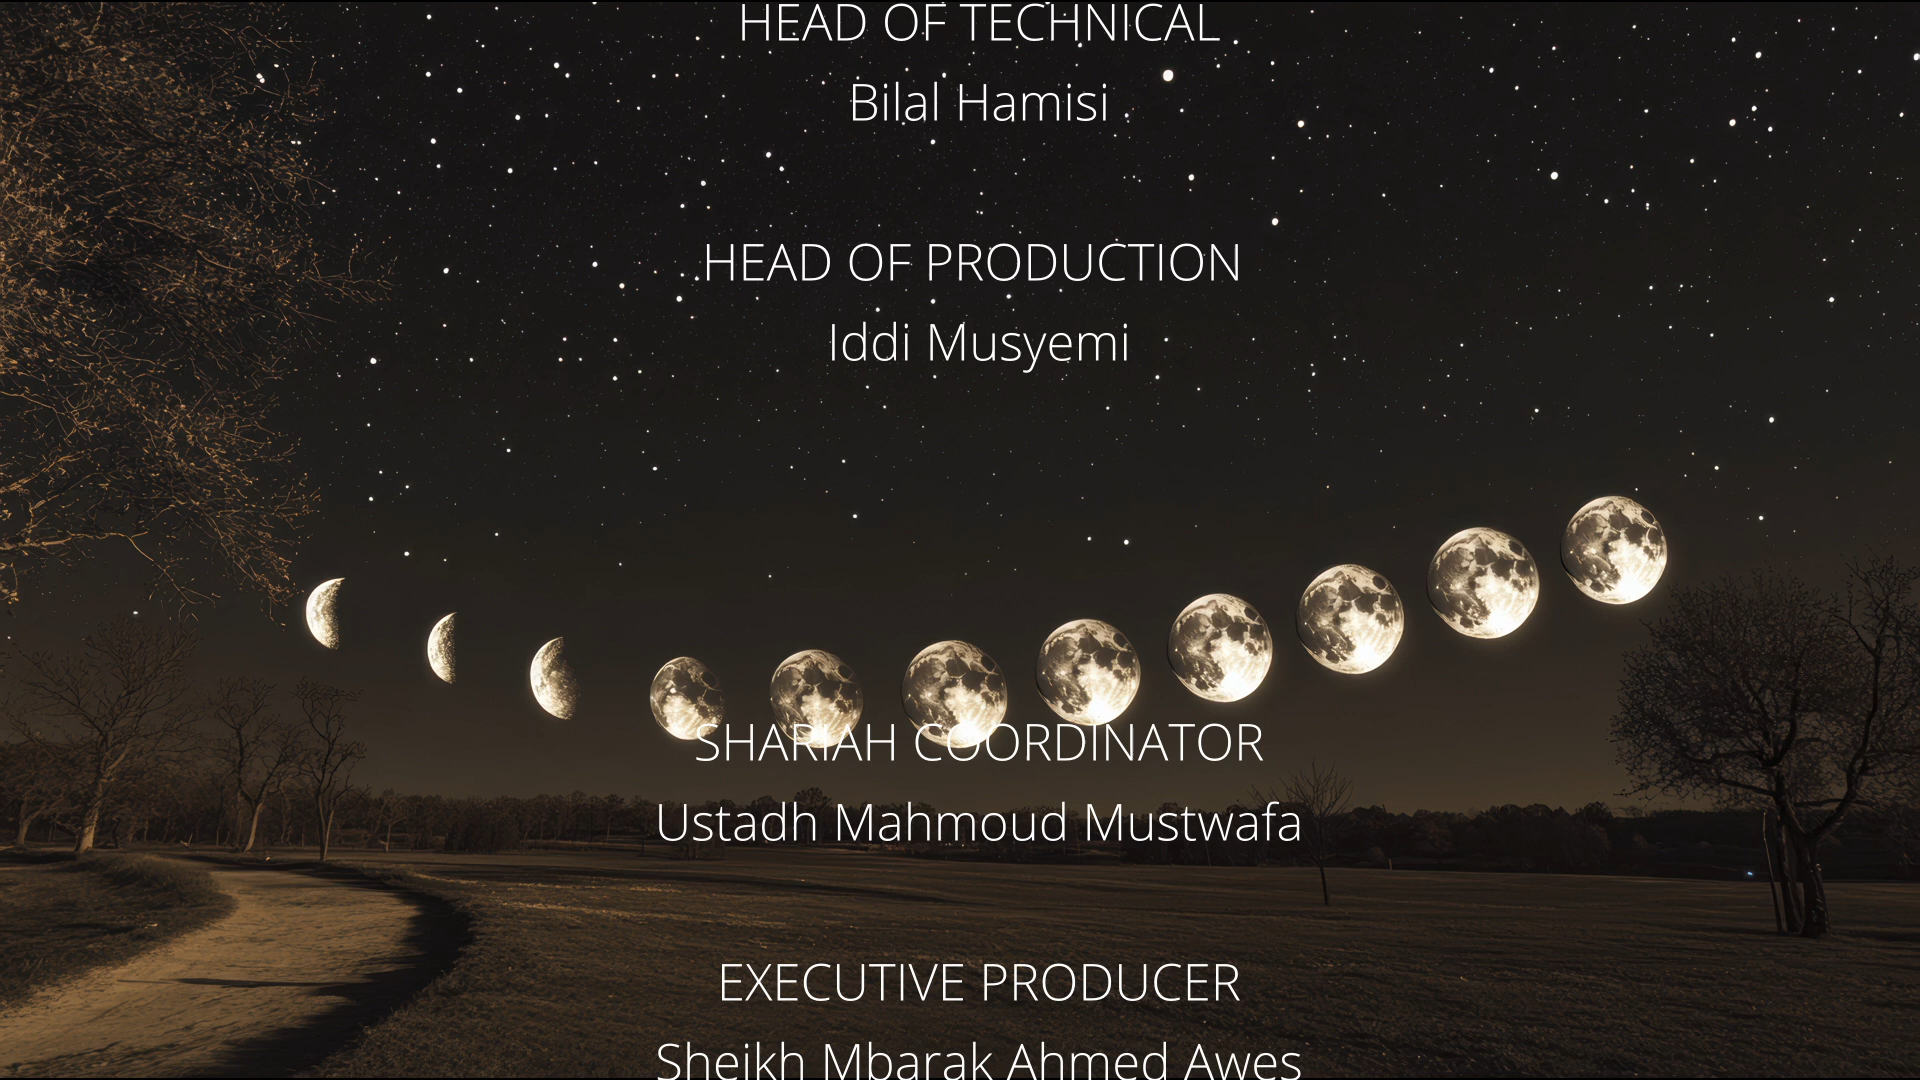 HEAD OF TECHNICAL
Bilal Hamisi
HEAD OF PRODUCTION
Iddi Musyemi
SHARIAH COORDINATOR
Ustadh Mahmoud Mustwafa
EXECUTIVE PRODUCER
Sheikh Mbarak Ahmed Awes